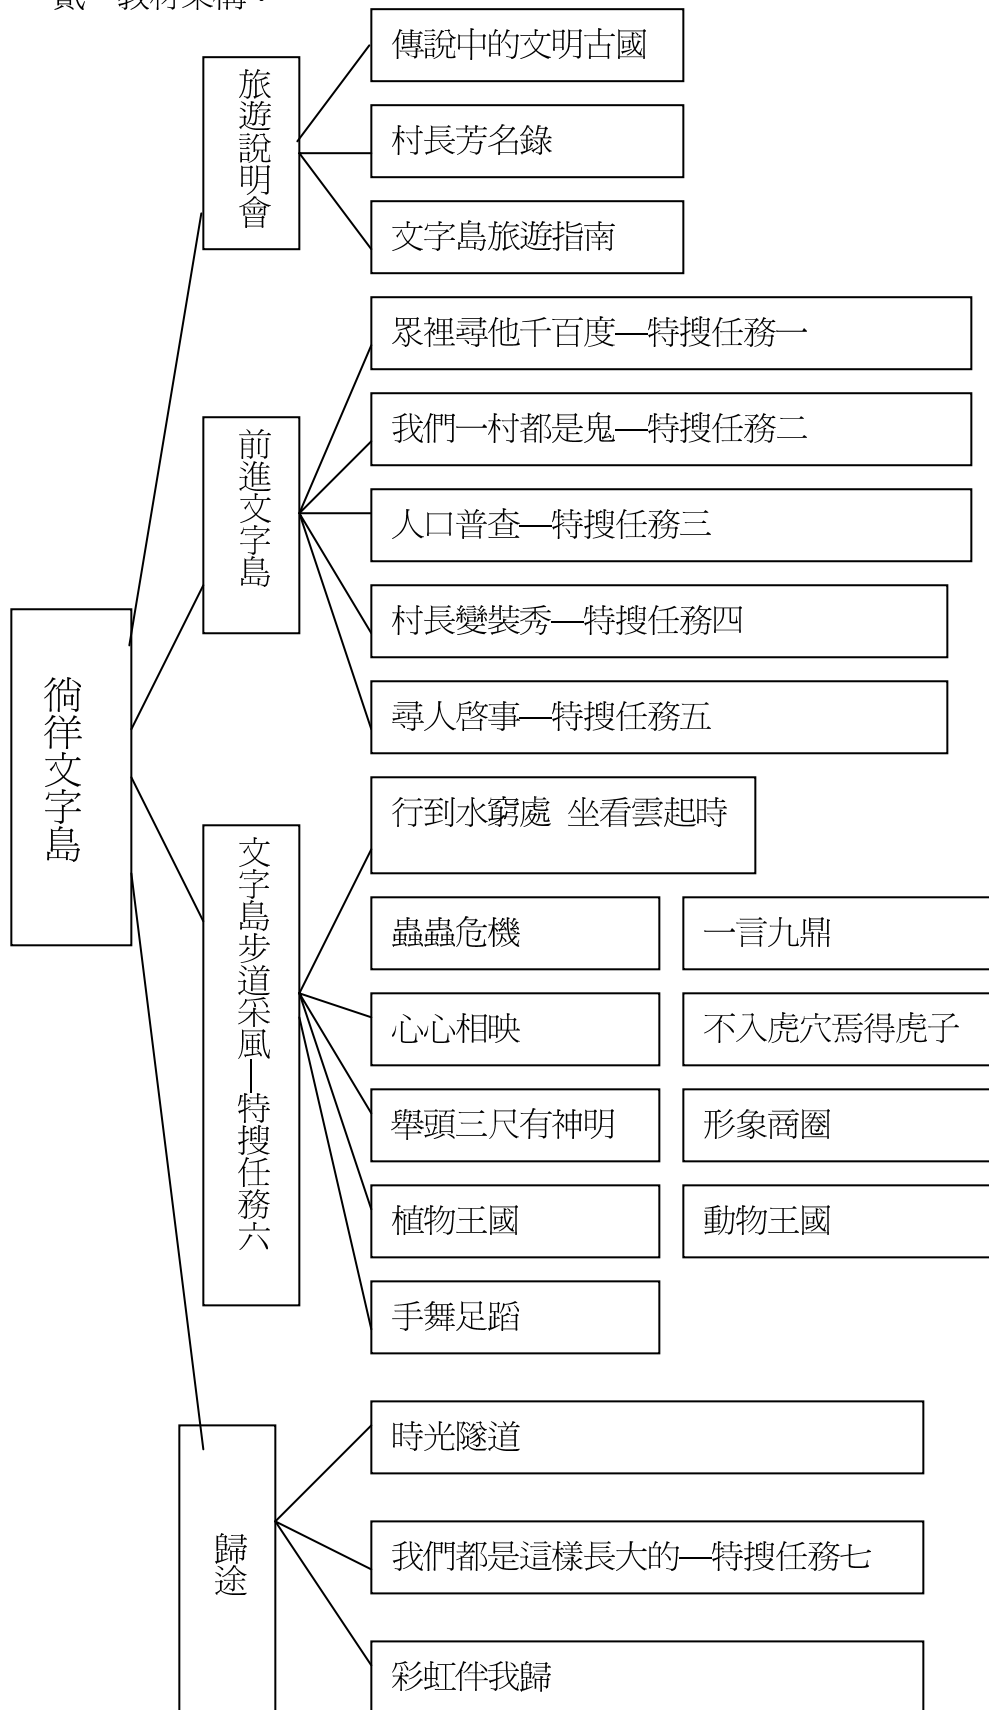 貳、教材架構：
徜徉文字島
旅遊說明會
傳說中的文明古國
村長芳名錄
文字島旅遊指南
前進文字島
眾裡尋他千百度—特搜任務一
我們一村都是鬼—特搜任務二
人口普查—特搜任務三
村長變裝秀—特搜任務四
尋人啓事—特搜任務五
文字島步道采風—特搜任務六
行到水窮處 坐看雲起時
蟲蟲危機
一言九鼎
心心相映
不入虎穴焉得虎子
舉頭三尺有神明
形象商圈
植物王國
動物王國
手舞足蹈
歸途
時光隧道
我們都是這樣長大的—特搜任務七
彩虹伴我歸